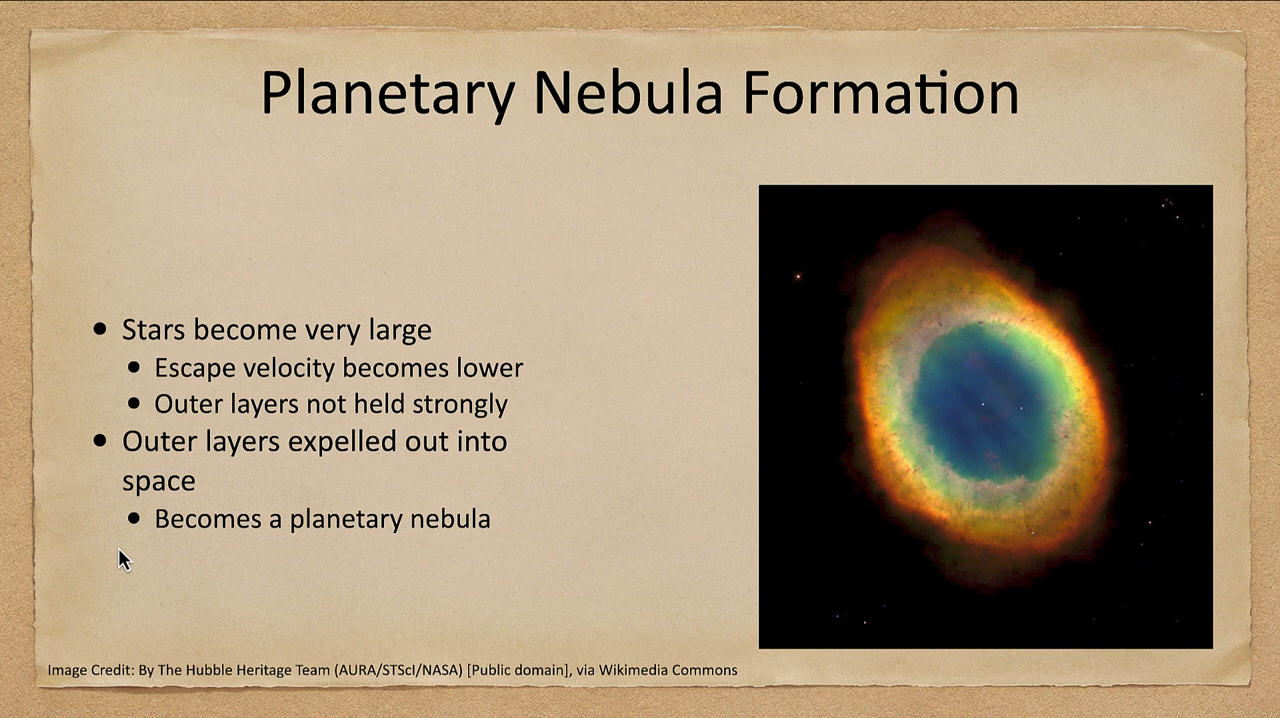 Planetary Nebula Formation
• Stars become very large
• Escape velocity becomes lower
• Outer layers not held strongly
• Outer layers expelled out into
space
• Becomes a planetary nebula
Image Credit: By The Hubble Heritage Team (AURA/STScI/NASA) [Public domain], via Wikimedia Commons